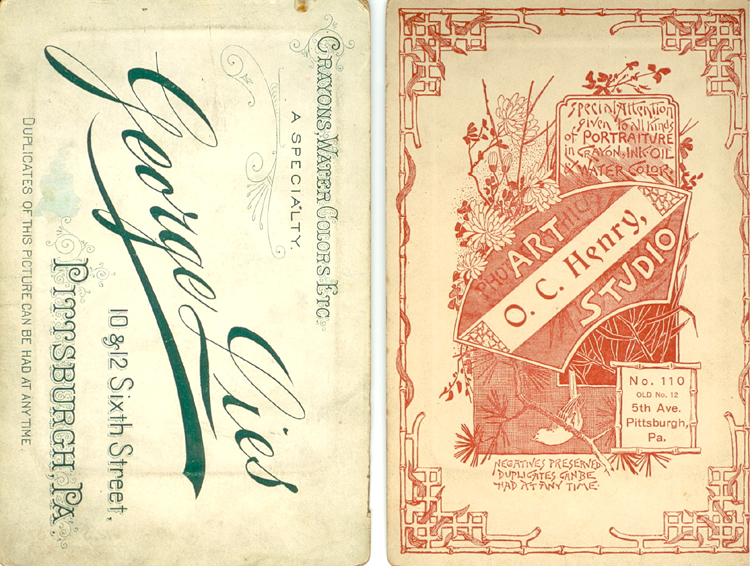 CRAYONS, WATER COLORS, ETC.
A SPECIALTY.
George Lies
10 & 12 Sixth Street,
PITTSBURGH, PA.
DUPLICATES OF THIS PICTURE CAN BE HAD AT ANY TIME.
Special Attention
given to all kinds
of PORTRAITURE
in CRAYON, INK-OIL
& WATER COLOR.
PHOTO
ART
O. C. Henry,
STUDIO
No. 110
OLD No. 12
5th Ave.
Pittsburgh,
Pa.
NEGATIVES PRESERVED
DUPLICATES CAN BE
HAD AT ANY TIME.